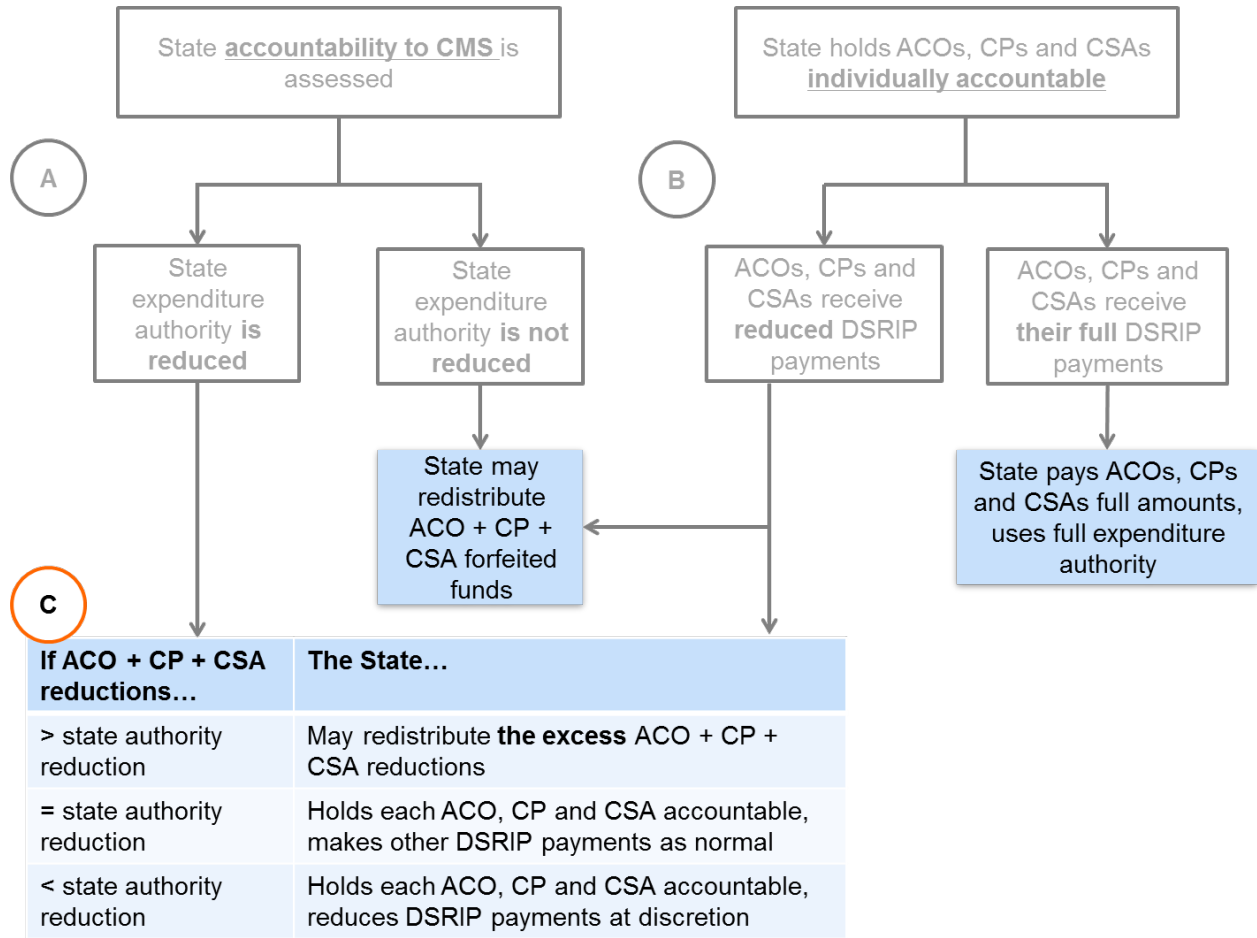 State accountability to CMS is
assessed
State holds ACOs, CPs and CSAs
individually accountable
A
B
State
expenditure
authority is
reduced
State
expenditure
authority is not
reduced
ACOs, CPs and
CSAs receive
reduced DSRIP
payments
ACOs, CPs and
CSAs receive
their full DSRIP
payments
State may
redistribute
ACO + CP +
CSA forfeited
funds
State pays ACOs, CPs
and CSAs full amounts,
uses full expenditure
authority
C
If ACO + CP + CSA
reductions…
The State…
> state authority
reduction
May redistribute the excess ACO + CP +
CSA reductions
= state authority
reduction
Holds each ACO, CP and CSA accountable,
makes other DSRIP payments as normal
< state authority
reduction
Holds each ACO, CP and CSA accountable,
reduces DSRIP payments at discretion